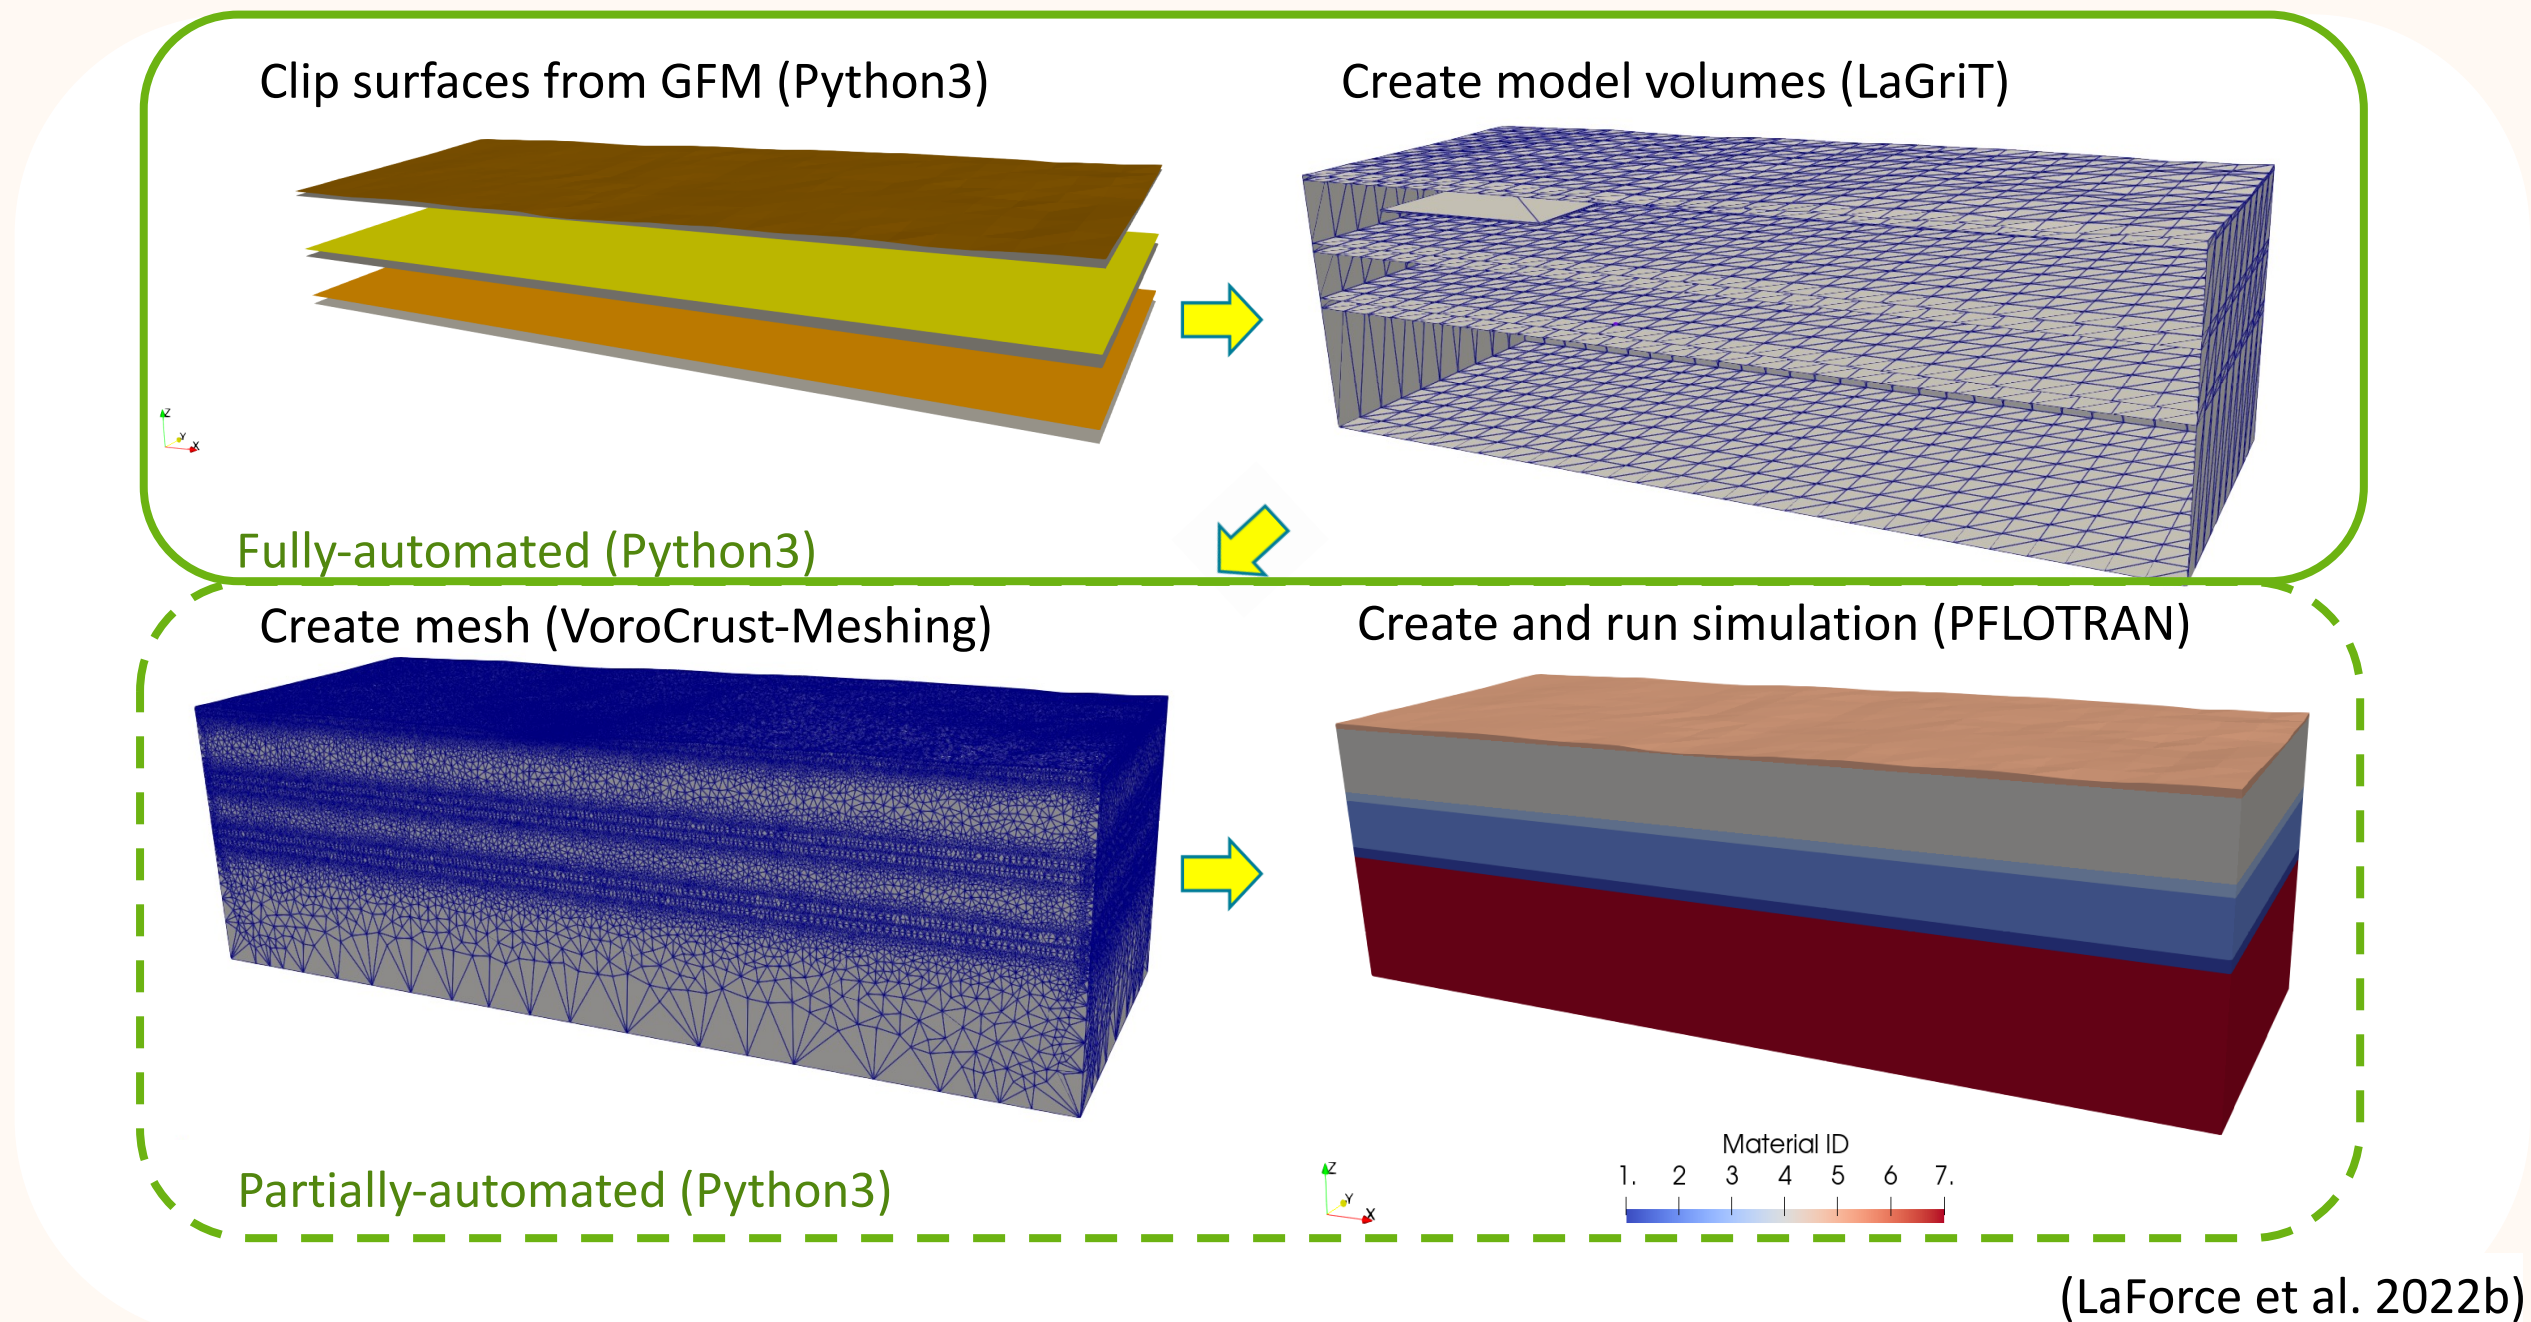 Clip surfaces from GFM (Python3)
Create model volumes (LaGriT)
Z
Y
X
Fully-automated (Python3)
Create mesh (VoroCrust-Meshing)
Create and run simulation (PFLOTRAN)
Material ID
1. 2 3 4 5 6 7.
Z
Y
X
Partially-automated (Python3)
(LaForce et al. 2022b)